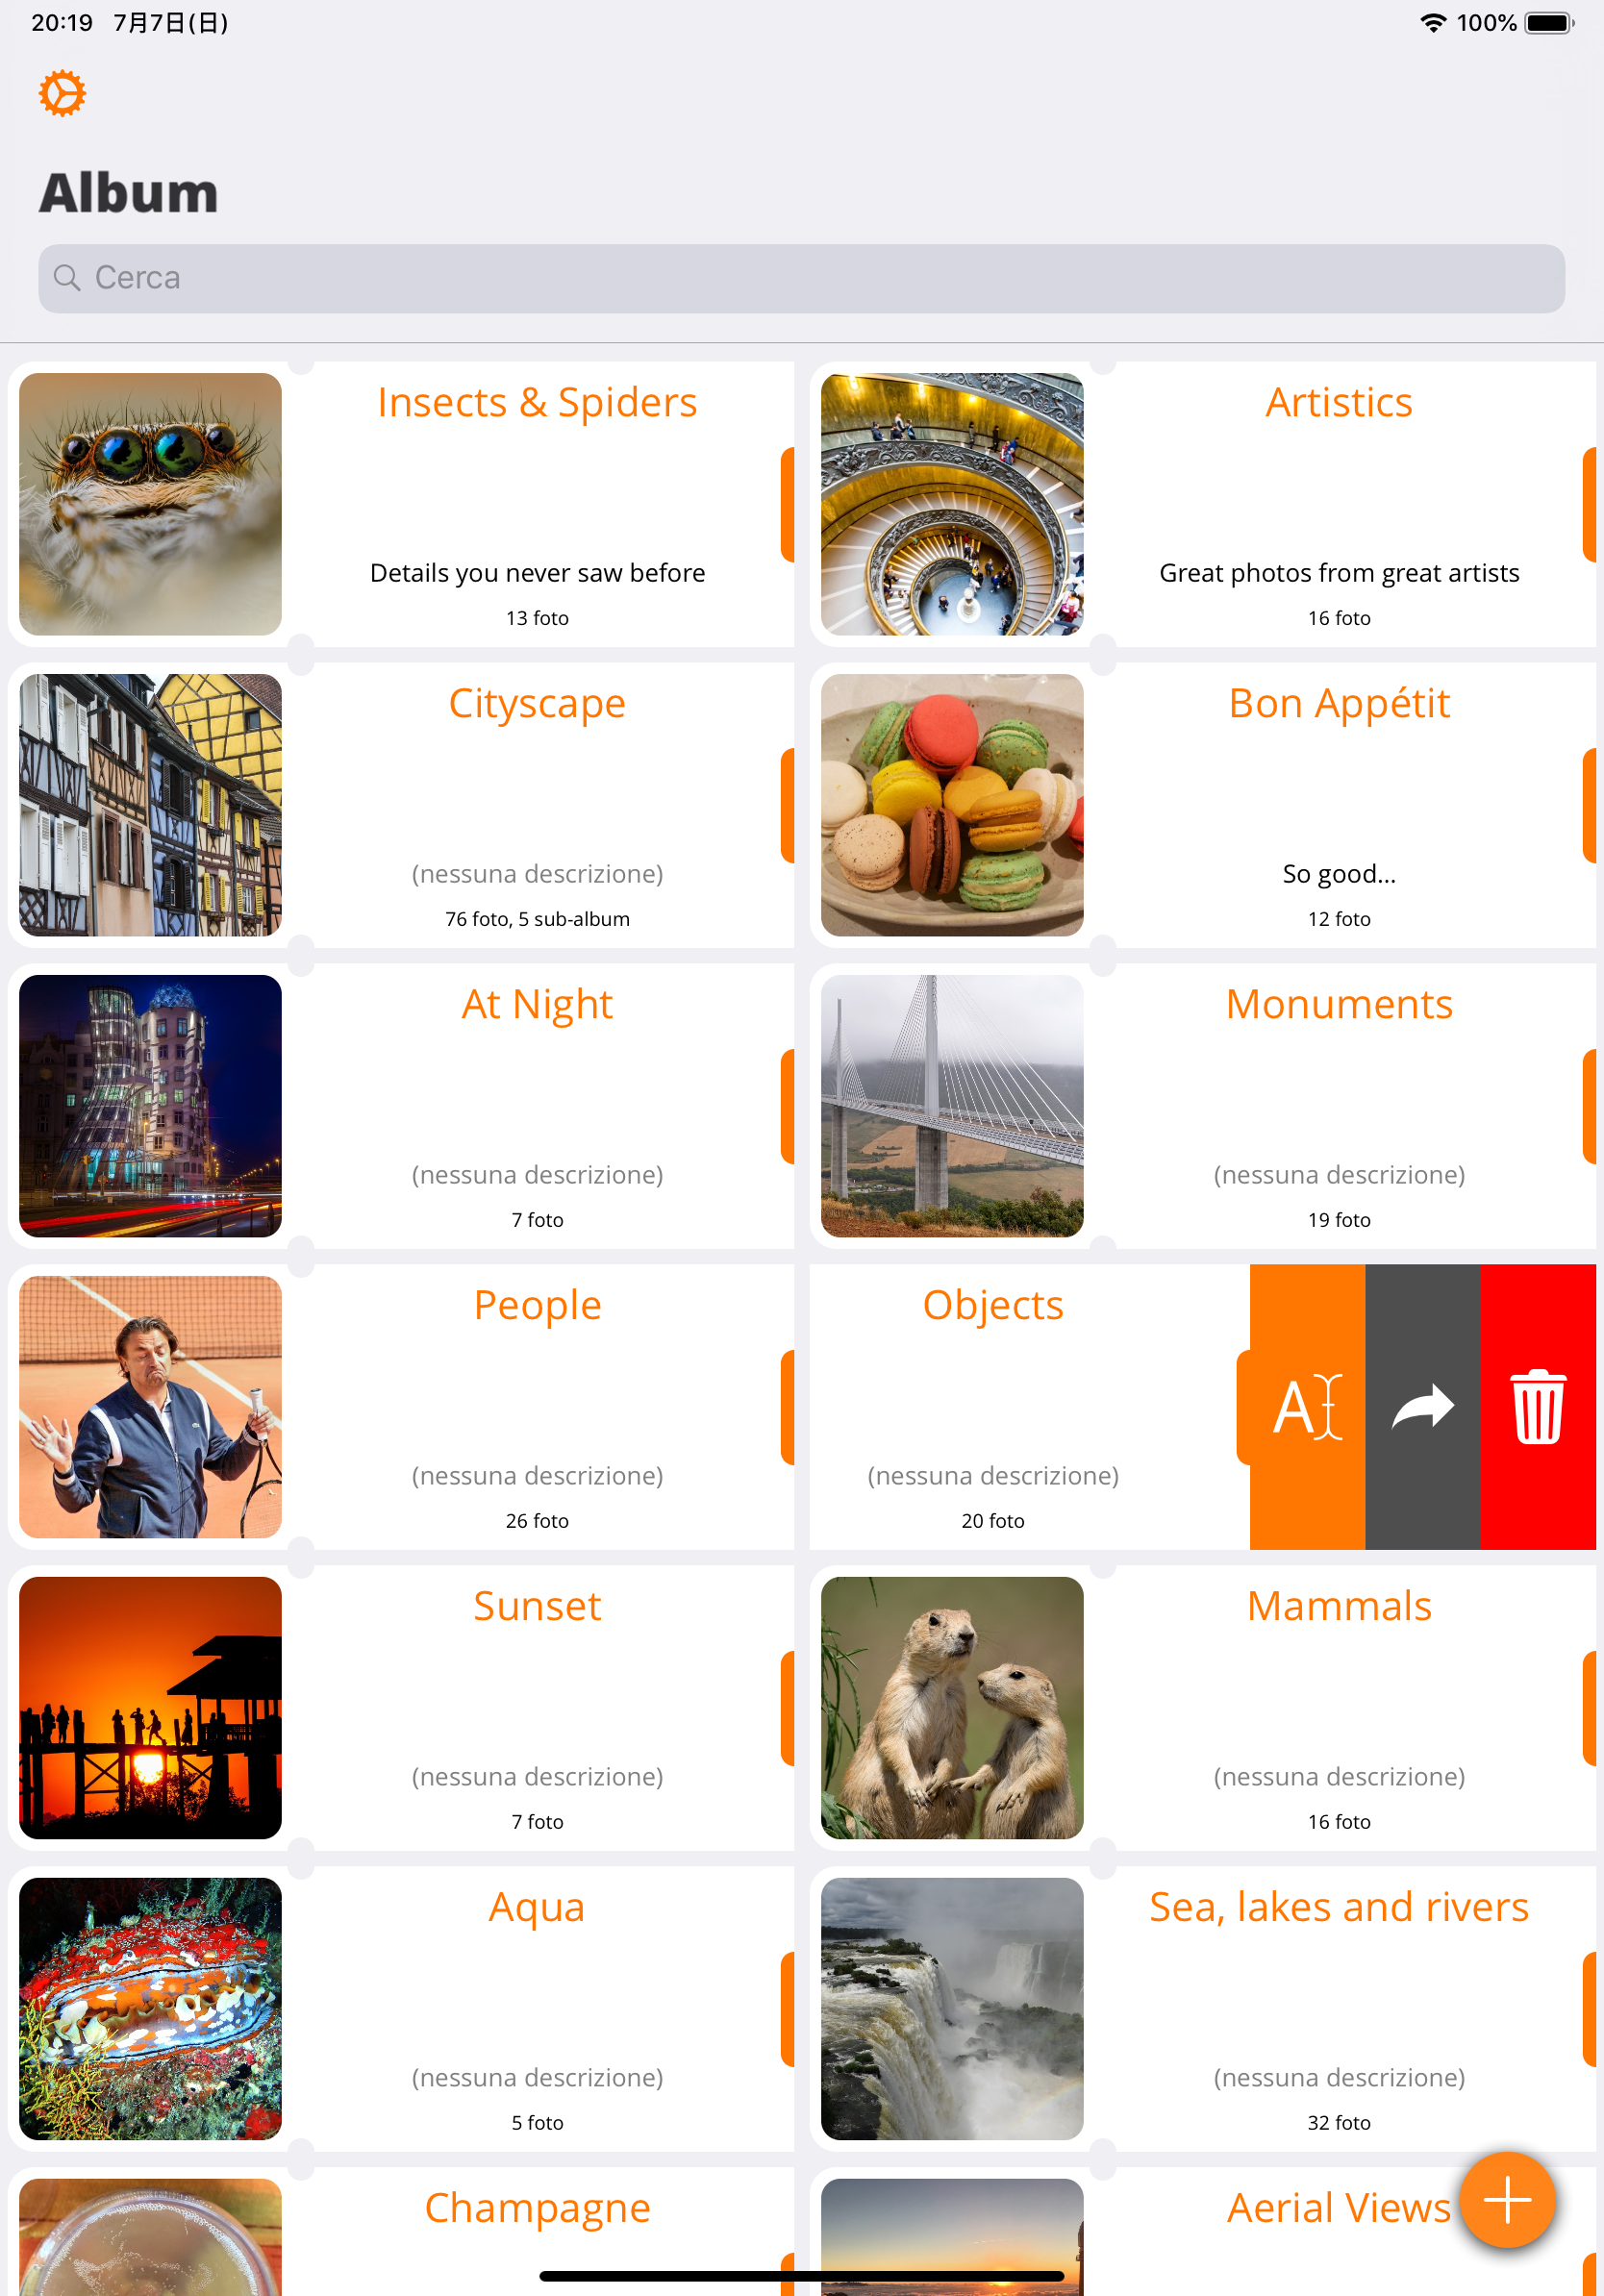 20:19 7月7日(日)
100%
Album
Cerca
Insects & Spiders
Details you never saw before
13 foto
Artistics
Great photos from great artists
16 foto
Cityscape
(nessuna descrizione)
76 foto, 5 sub-album
Bon Appétit
So good...
12 foto
At Night
(nessuna descrizione)
7 foto
Monuments
(nessuna descrizione)
19 foto
People
(nessuna descrizione)
26 foto
Objects
(nessuna descrizione)
20 foto
A
Sunset
(nessuna descrizione)
7 foto
Mammals
(nessuna descrizione)
16 foto
Aqua
(nessuna descrizione)
5 foto
Sea, lakes and rivers
(nessuna descrizione)
32 foto
Champagne
Aerial Views